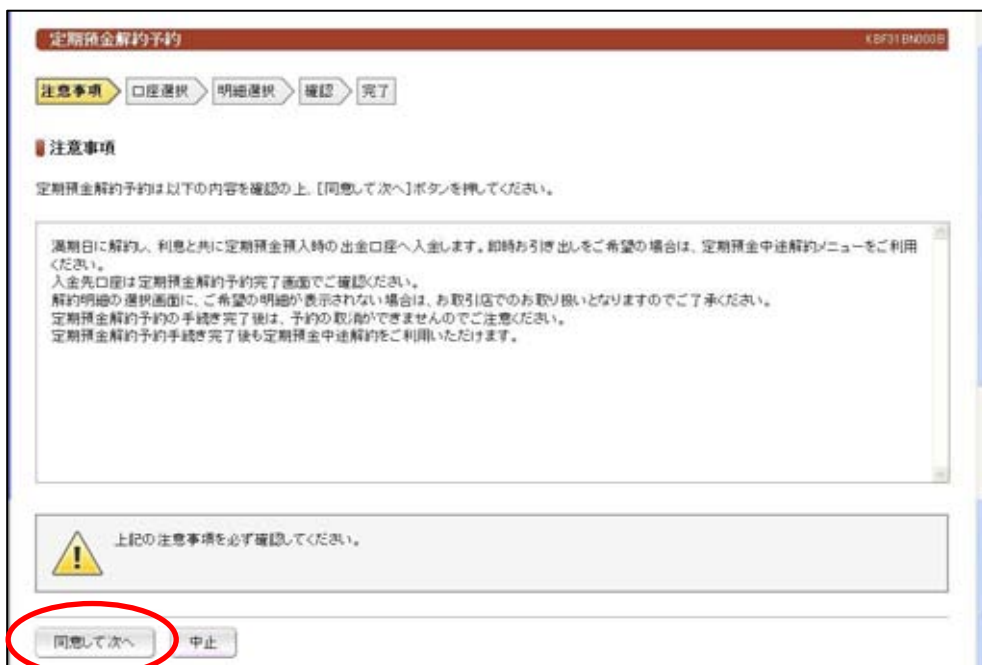 定期預金解約予約 KBF31BN000B
注意事項 口座選択 明細選択 確認 完了
注意事項
定期預金解約予約は以下の内容を確認の上、[同意して次へ]ボタンを押してください。
満期日に解約し、利息と共に定期預金預入時の出金口座へ入金します。即時お引き出しをご希望の場合は、定期預金中途解約メニューをご利用
ください。
入金先口座は定期預金解約予約完了画面でご確認ください。
解約明細の選択画面に、ご希望の明細が表示されない場合は、お取引店でのお取り扱いとなりますのでご了承ください。
定期預金解約予約の手続き完了後は、予約の取消ができませんのでご注意ください。
定期預金解約予約手続き完了後も定期預金中途解約をご利用いただけます。
上記の注意事項を必ず確認してください。
同意して次へ 中止